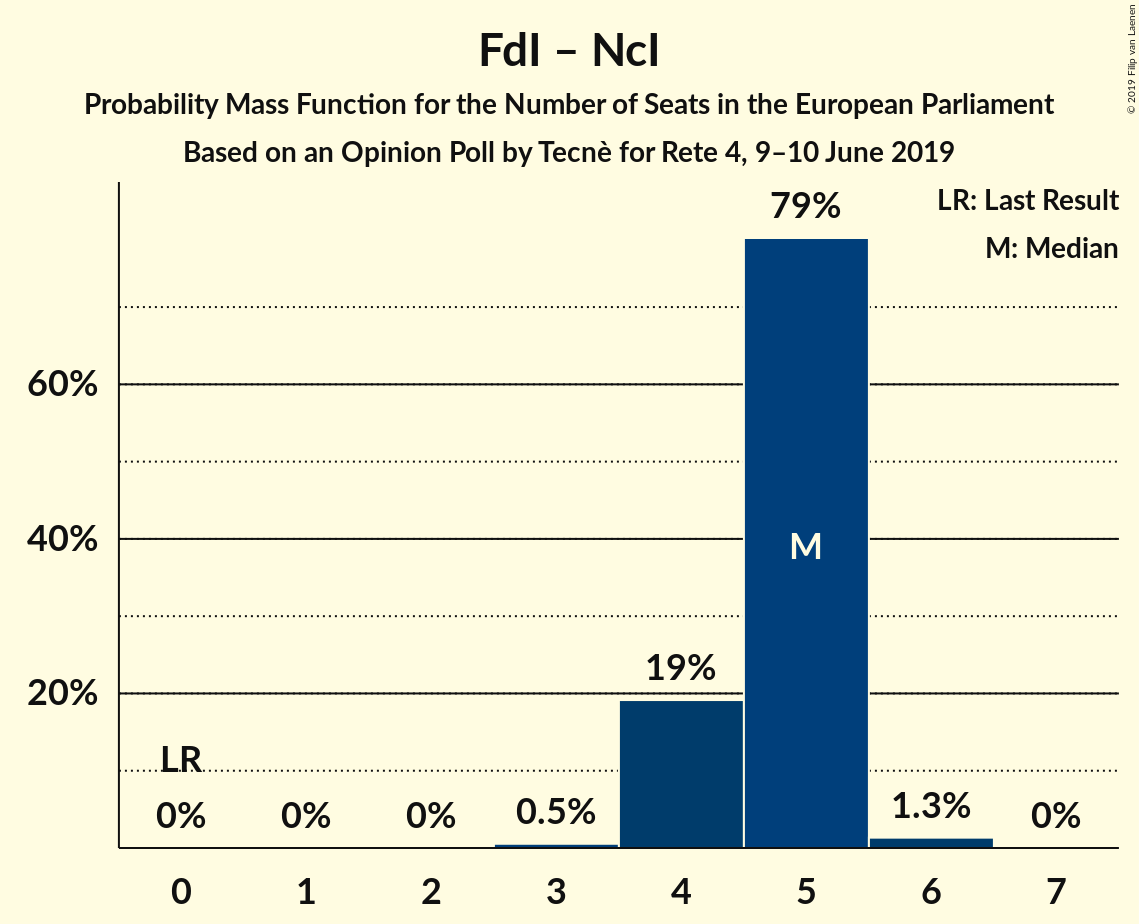 FdI – NcI
Probability Mass Function for the Number of Seats in the European Parliament
Based on an Opinion Poll by Tecnè for Rete 4, 9–10 June 2019
© 2019 Filip van Laenen
LR: Last Result
M: Median
79%
60%
40%
M
19%
20%
LR
0%
0%
0%
0.5%
1.3%
0%
0 1 2 3 4 5 6 7